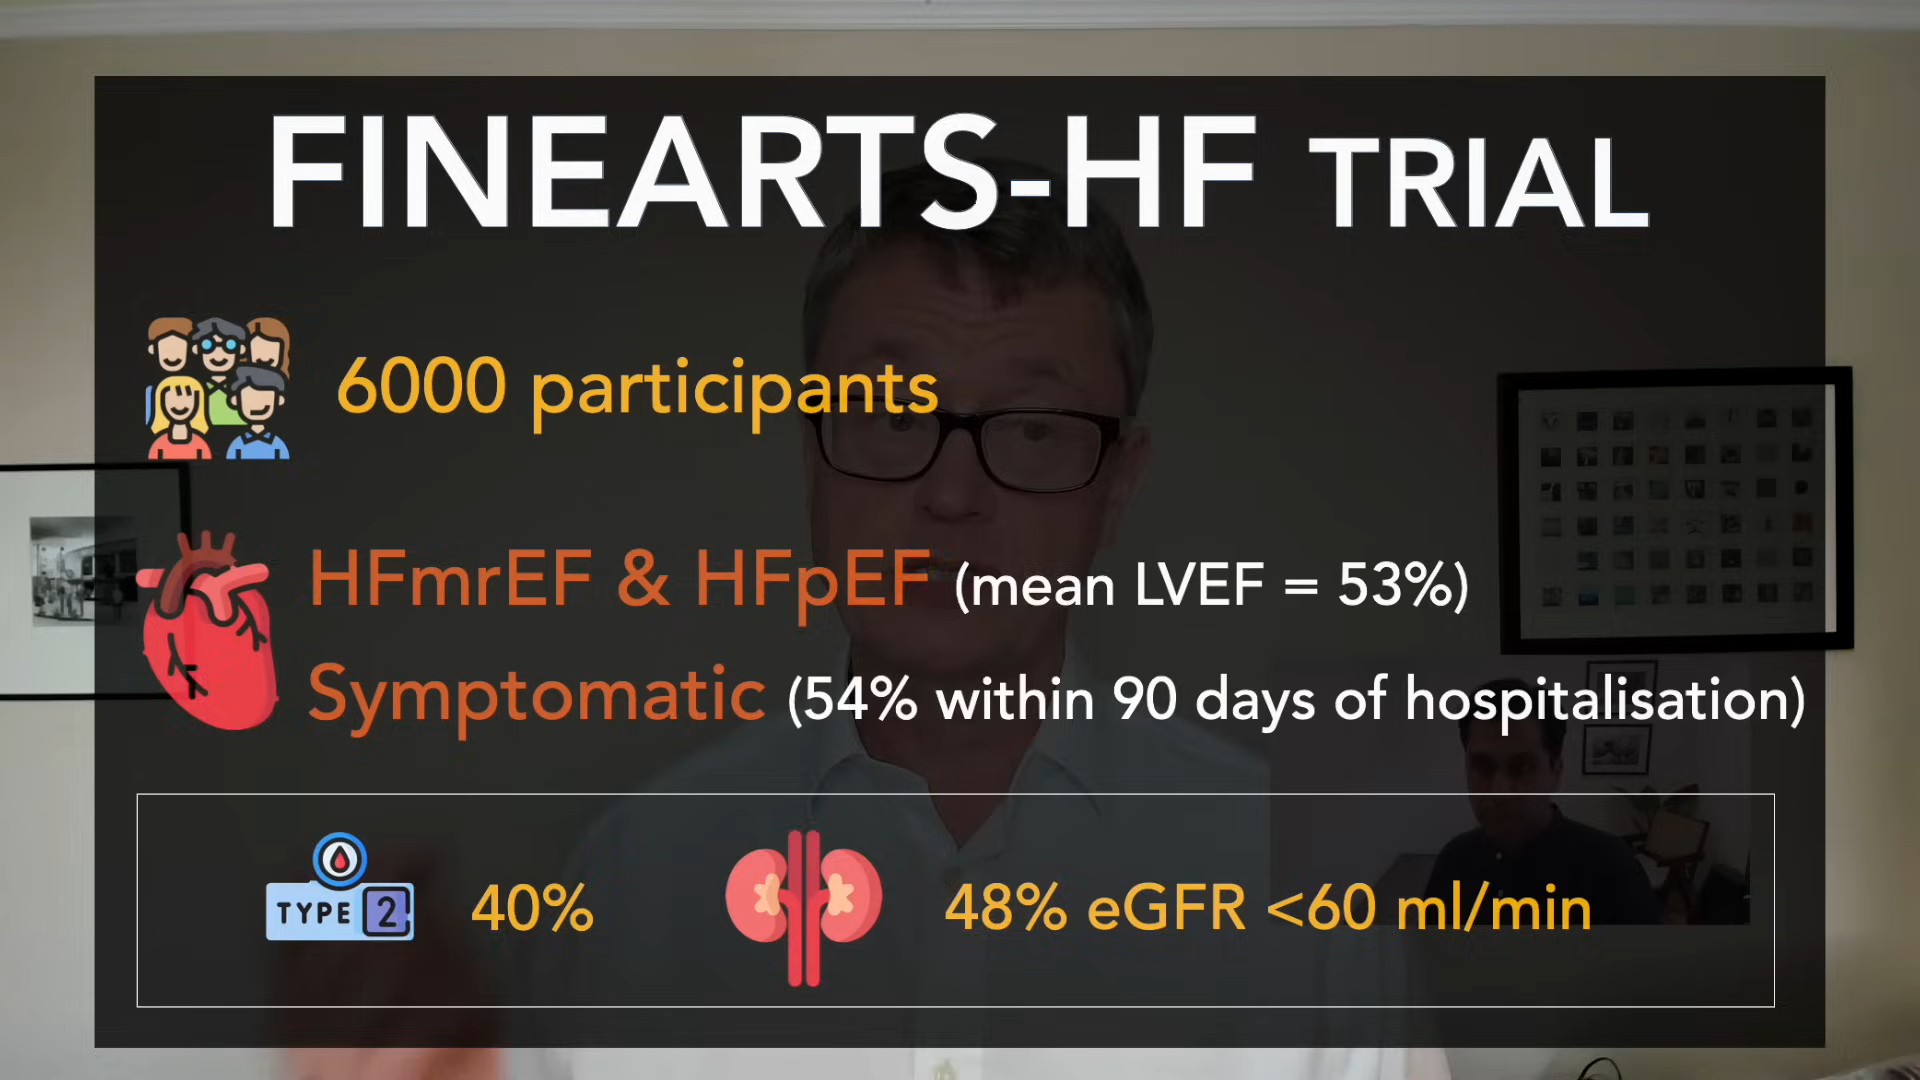 FINEARTS-HF TRIAL
6000 participants
HFmrEF & HFpEF (mean LVEF = 53%)
Symptomatic (54% within 90 days of hospitalisation)
TYPE 2 40% 48% eGFR <60 ml/min